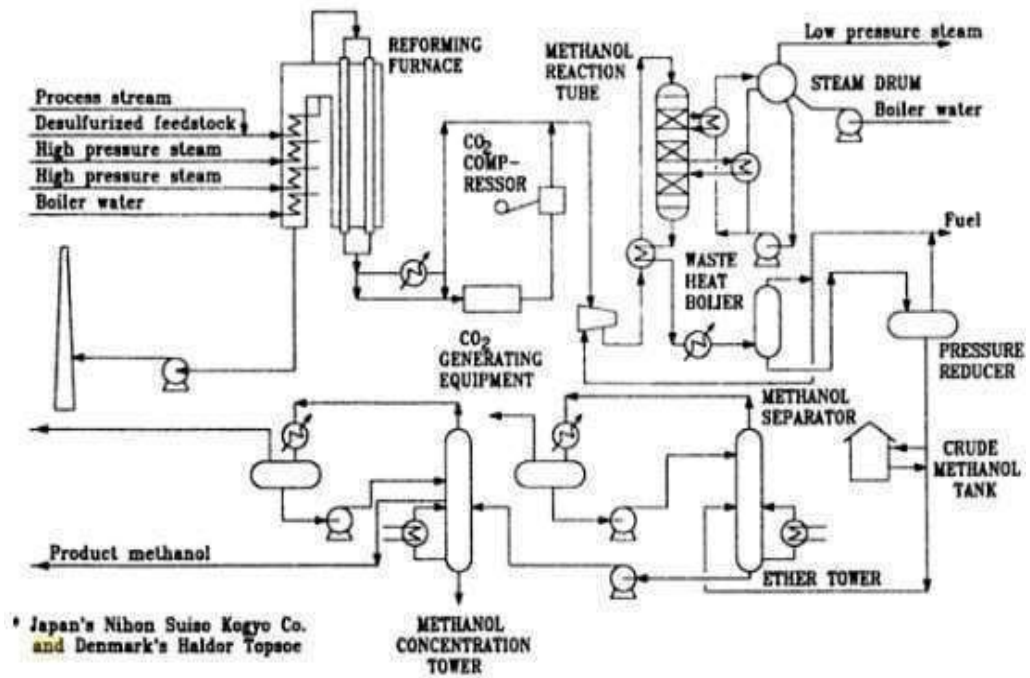 REFORMING
FURNACE
METHANOL
REACTION
TUBE
Low pressure steam
STEAM DRUM
Boiler water
Process stream
Desulfurized feedstock
High pressure steam
High pressure steam
Boiler water
CO2
COMP-
RESSOR
Fuel
WASTE
HEAT
BOLIER
CO2
GENERATING
EQUIPMENT
PRESSURE
REDUCER
METHANOL
SEPARATOR
CRUDE
METHANOL
TANK
Product methanol
ETHER TOWER
METHANOL
CONCENTRATION
TOWER
* Japan's Nihon Suiso Kogyo Co.
and Denmark's Haldor Topsoe